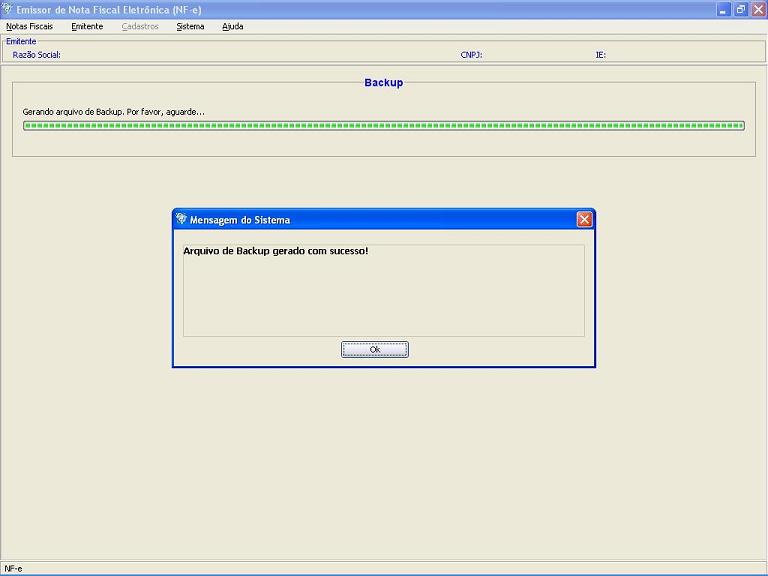 Emissor de Nota Fiscal Eletrônica (NF-e)
Notas Fiscais Emitente Cadastros Sistema Ajuda
Emitente
Razão Social: CNPJ: IE:
Backup
Gerando arquivo de Backup. Por favor, aguarde...
Mensagem do Sistema
Arquivo de Backup gerado com sucesso!
Ok
NF-e